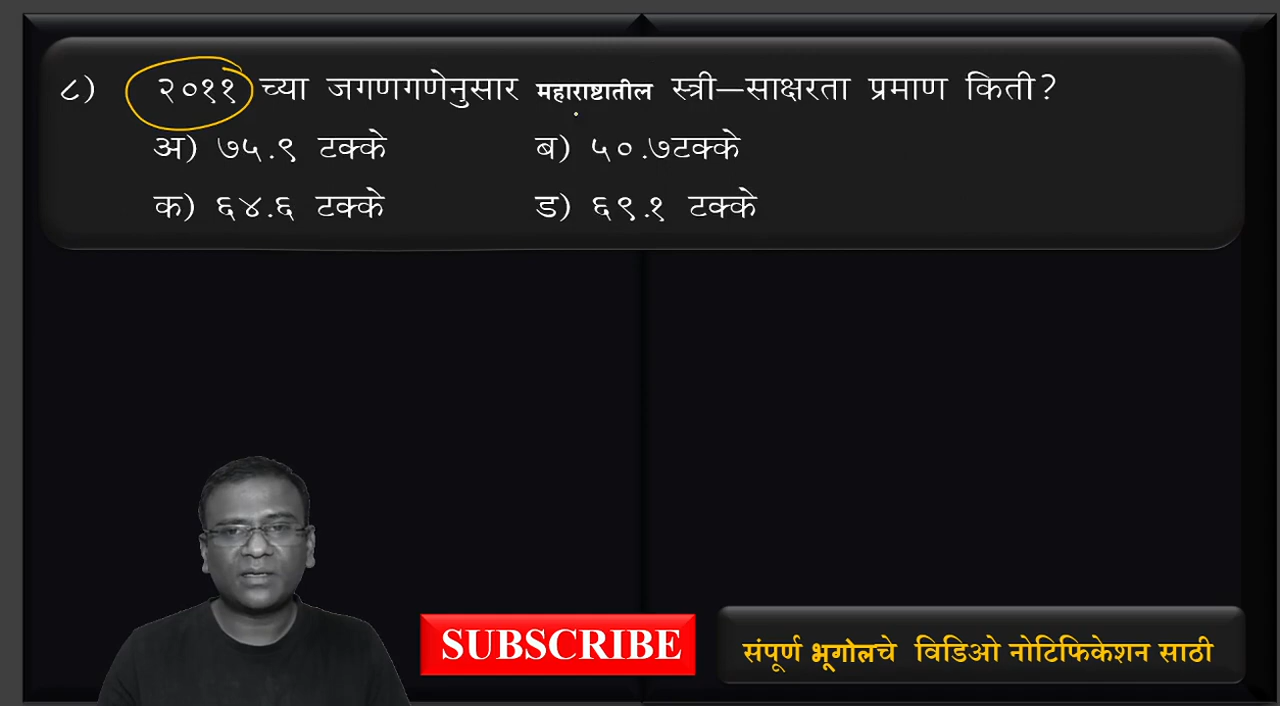 ८) २०११ च्या जगणगणेनुसार महाराष्टातील स्त्री–साक्षरता प्रमाण किती?
अ) ७५.९ टक्के ब) ५०.७टक्के
क) ६४.६ टक्के ड) ६९.१ टक्के
SUBSCRIBE
संपूर्ण भूगोलचे विडिओ नोटिफिकेशन साठी